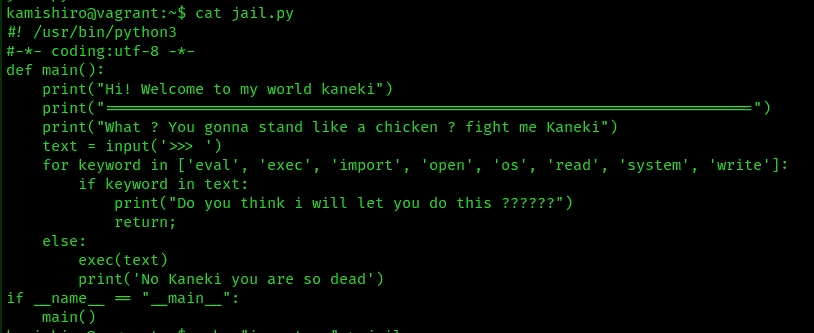 kamishiro@vagrant:~$ cat jail.py
#! /usr/bin/python3
#-*- coding:utf-8 -*-
def main():
    print("Hi! Welcome to my world kaneki")
    print("========================================================================")
    print("What ? You gonna stand like a chicken ? fight me Kaneki")
    text = input('>>> ')
    for keyword in ['eval', 'exec', 'import', 'open', 'os', 'read', 'system', 'write']:
        if keyword in text:
            print("Do you think i will let you do this ??????")
            return;
    else:
        exec(text)
        print('No Kaneki you are so dead')
if __name__ == "__main__":
    main()